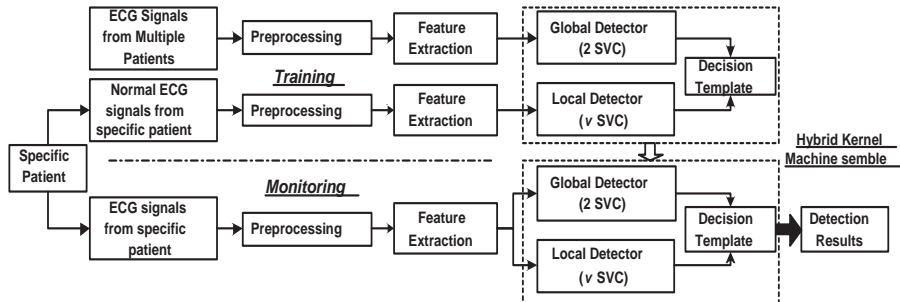 ECG Signals
from Multiple
Patients
Preprocessing
Feature
Extraction
Global Detector
(2 SVC)
Decision
Template
Training
Normal ECG
signals from
specific patient
Preprocessing
Feature
Extraction
Local Detector
(v SVC)
Specific
Patient
Hybrid Kernel
Machine semble
Monitoring
ECG signals
from specific
patient
Preprocessing
Feature
Extraction
Global Detector
(2 SVC)
Local Detector
(v SVC)
Decision
Template
Detection
Results